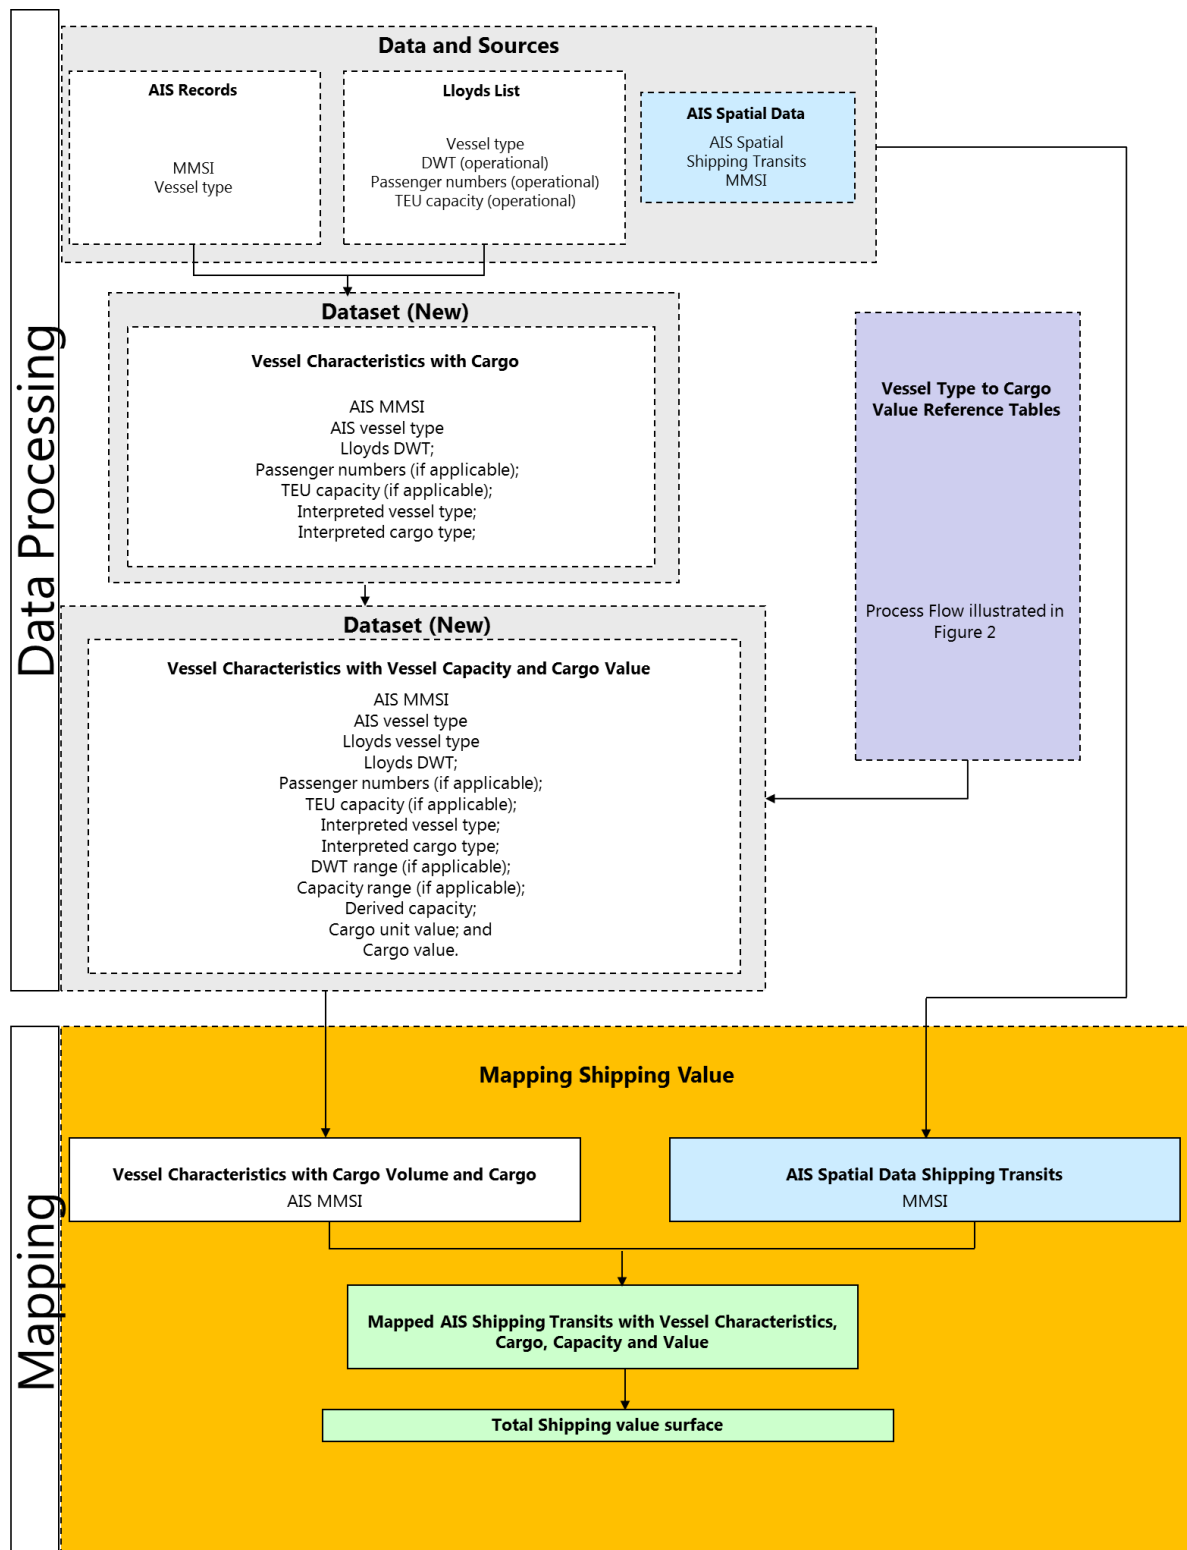 Data Processing
Data and Sources
AIS Records
MMSI
Vessel type
Lloyds List
Vessel type
DWT (operational)
Passenger numbers (operational)
TEU capacity (operational)
AIS Spatial Data
AIS Spatial
Shipping Transits
MMSI
Dataset (New)
Vessel Characteristics with Cargo
AIS MMSI
AIS vessel type
Lloyds DWT;
Passenger numbers (if applicable);
TEU capacity (if applicable);
Interpreted vessel type;
Interpreted cargo type;
Vessel Type to Cargo
Value Reference Tables
Process Flow illustrated in
Figure 2
Dataset (New)
Vessel Characteristics with Vessel Capacity and Cargo Value
AIS MMSI
AIS vessel type
Lloyds vessel type
Lloyds DWT;
Passenger numbers (if applicable);
TEU capacity (if applicable);
Interpreted vessel type;
Interpreted cargo type;
DWT range (if applicable);
Capacity range (if applicable);
Derived capacity;
Cargo unit value; and
Cargo value.
Mapping
Mapping Shipping Value
Vessel Characteristics with Cargo Volume and Cargo
AIS MMSI
AIS Spatial Data Shipping Transits
MMSI
Mapped AIS Shipping Transits with Vessel Characteristics,
Cargo, Capacity and Value
Total Shipping value surface